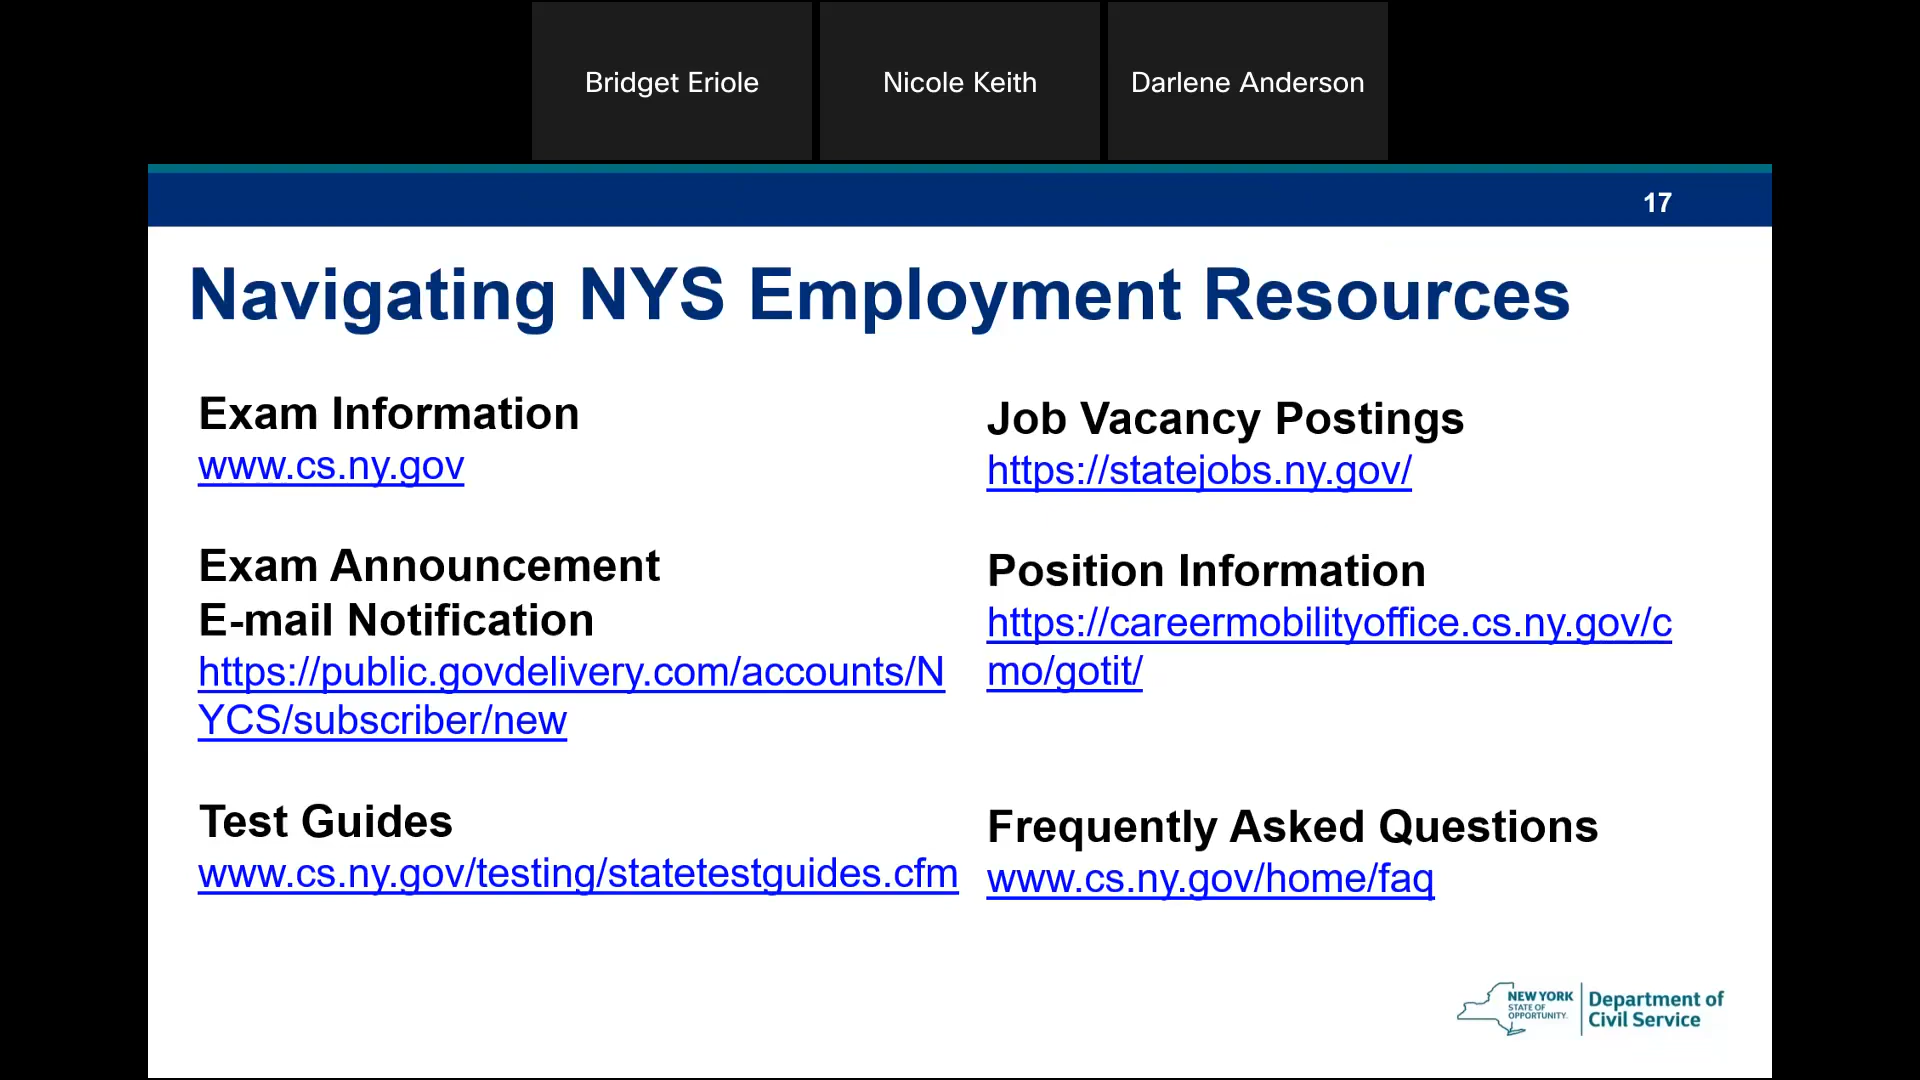 Bridget Eriole
Nicole Keith
Darlene Anderson
17
Navigating NYS Employment Resources
Exam Information
www.cs.ny.gov
Exam Announcement
E-mail Notification
https://public.govdelivery.com/accounts/N
YCS/subscriber/new
Test Guides
www.cs.ny.gov/testing/statetestguides.cfm
Job Vacancy Postings
https://statejobs.ny.gov/
Position Information
https://careermobilityoffice.cs.ny.gov/c
mo/gotit/
Frequently Asked Questions
www.cs.ny.gov/home/faq
NEW YORK
STATE OF
OPPORTUNITY.
Department of
Civil Service